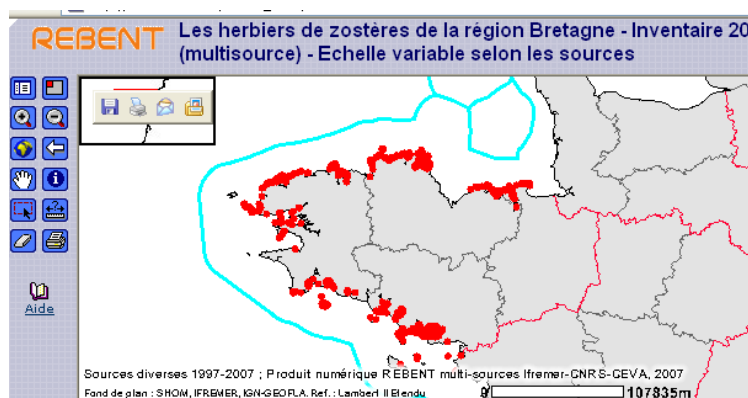 REBENT
Les herbiers de zostères de la région Bretagne - Inventaire 20
(multisource) - Echelle variable selon les sources
Aide
Sources diverses 1997-2007 ; Produit numérique REBENT multi-sources Ifremer-CNRS-CEVA, 2007
Fond de plan : SHOM, IFREMER, IGN-GEOFLA. Ref. : Lambert II Etendu
0 107835m